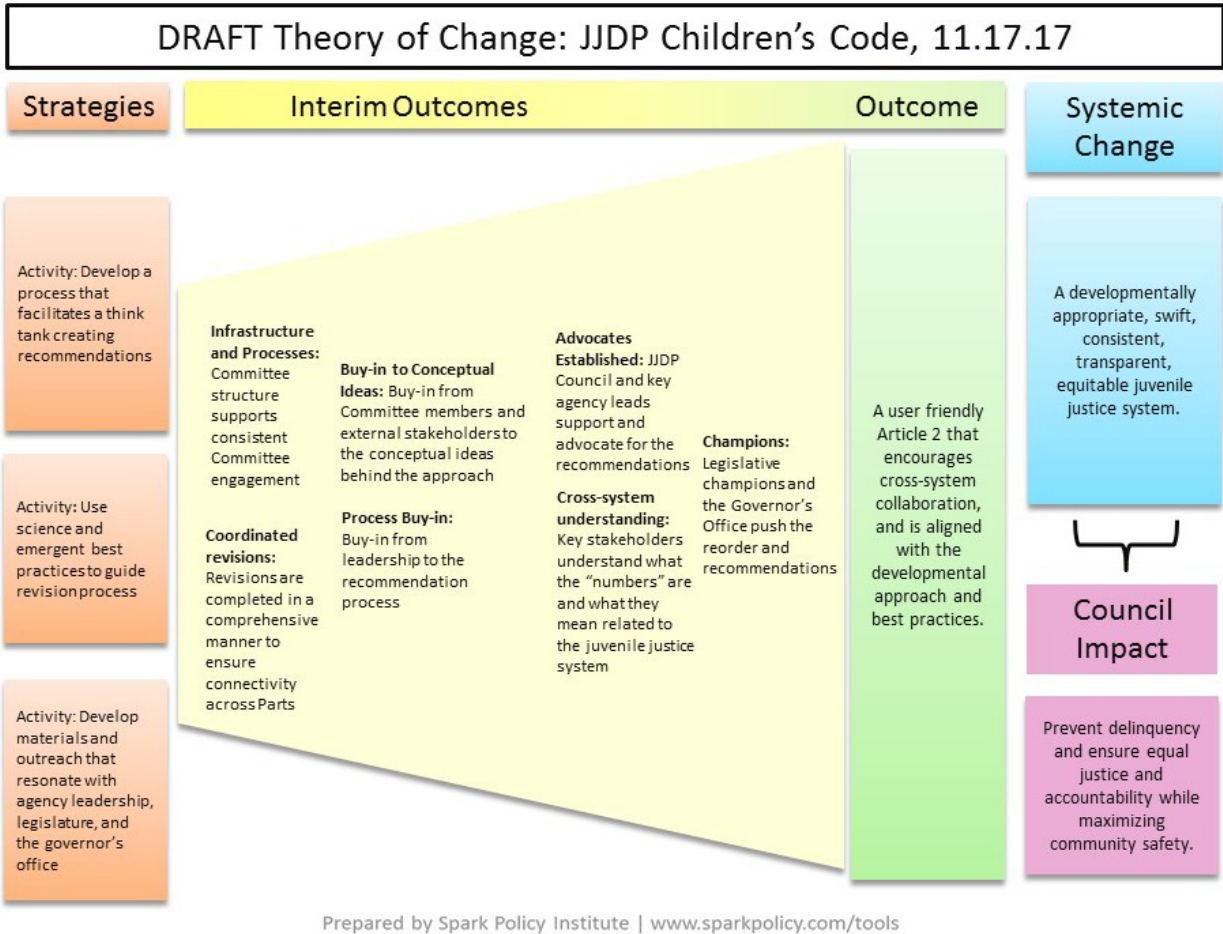 DRAFT Theory of Change: JJDP Children's Code, 11.17.17
Strategies
Interim Outcomes
Outcome
Systemic
Change
Activity: Develop a
process that
facilitates a think
tank creating
recommendations
Activity: Use
science and
emergent best
practices to guide
revision process
Activity: Develop
materials and
outreach that
resonate with
agency leadership,
legislature, and
the governor's
office
Infrastructure
and Processes:
Committee
structure
supports
consistent
Committee
engagement
Coordinated
revisions:
Revisions are
completed in a
comprehensive
manner to
ensure
connectivity
across Parts
Buy-in to Conceptual
Ideas: Buy-in from
Committee members and
external stakeholders to
the conceptual ideas
behind the approach
Process Buy-in:
Buy-in from
leadership to the
recommendation
process
Advocates
Established: JJDP
Council and key
agency leads
support and
advocate for the
recommendations
Cross-system
understanding:
Key stakeholders
understand what
the "numbers" are
and what they
mean related to
the juvenile justice
system
Champions:
Legislative
champions and
the Governor's
Office push the
reorder and
recommendations
A user friendly
Article 2 that
encourages
cross-system
collaboration,
and is aligned
with the
developmental
approach and
best practices.
A developmentally
appropriate, swift,
consistent,
transparent,
equitable juvenile
justice system.
Council
Impact
Prevent delinquency
and ensure equal
justice and
accountability while
maximizing
community safety.
Prepared by Spark Policy Institute | www.sparkpolicy.com/tools